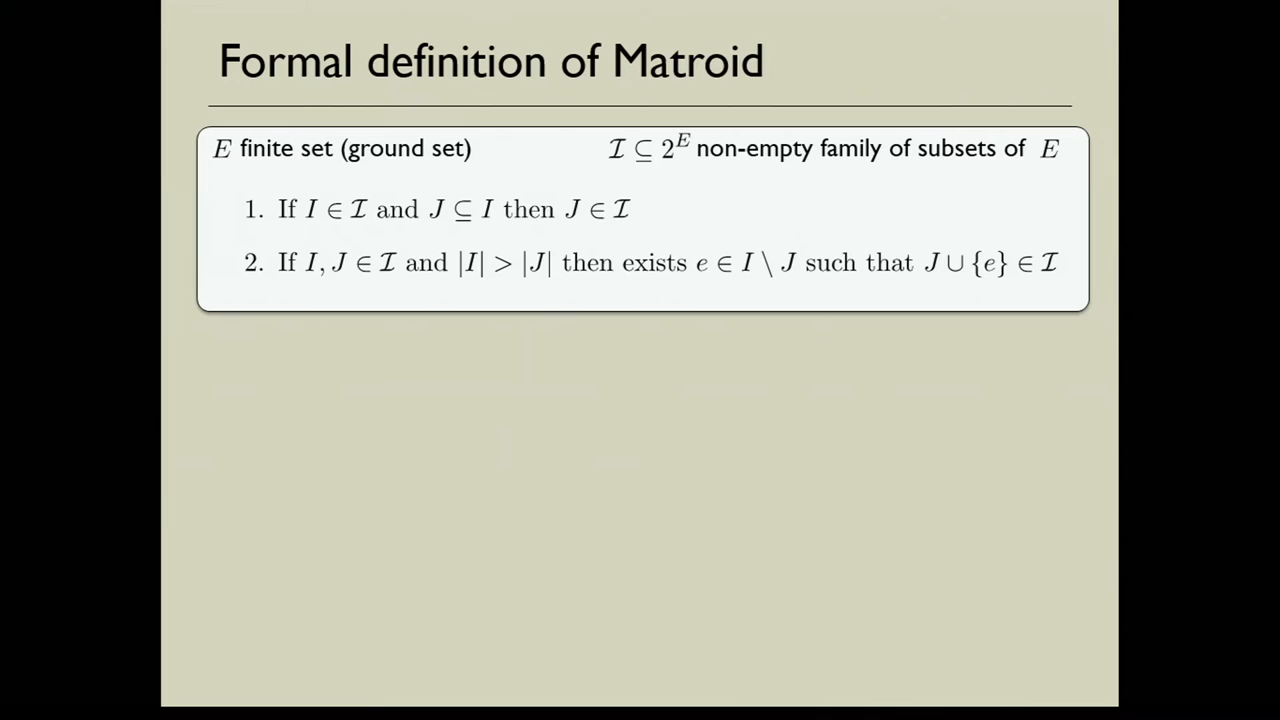 Formal definition of Matroid
E finite set (ground set) ℐ ⊆ 2^E non-empty family of subsets of E
1. If I ∈ ℐ and J ⊆ I then J ∈ ℐ
2. If I, J ∈ ℐ and |I| > |J| then exists e ∈ I \ J such that J ∪ {e} ∈ ℐ